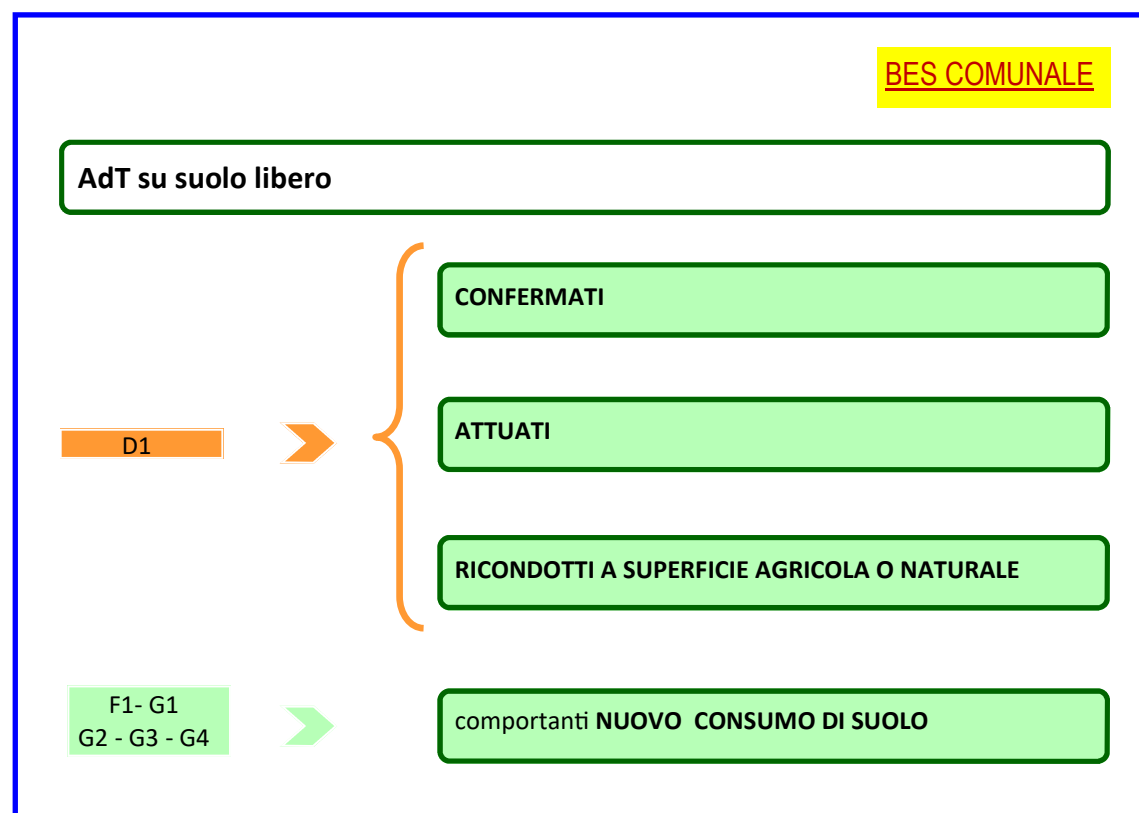 BES COMUNALE
AdT su suolo libero
CONFERMATI
D1
ATTUATI
RICONDOTTI A SUPERFICIE AGRICOLA O NATURALE
F1- G1
G2 - G3 - G4
comportanti NUOVO  CONSUMO DI SUOLO